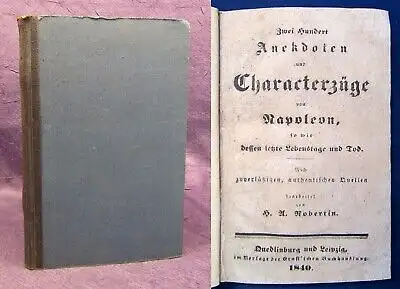 Zwei Hundert
Anekdoten
und
Characterzüge
von
Napoleon,
so wie
dessen letzte Lebenstage und Tod.
Nach
zuverläßigen, authentischen Quellen
bearbeitet
von
H. A. Robertin.
Quedlinburg und Leipzig,
im Verlage der Ernst'schen Buchhandlung
1840.